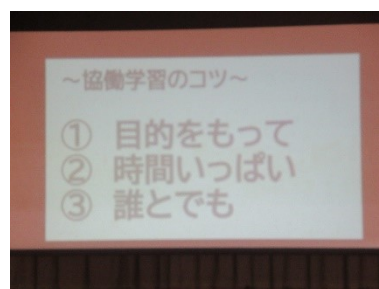 ～協働学習のコツ～
① 目的をもって
② 時間いっぱい
③ 誰とでも